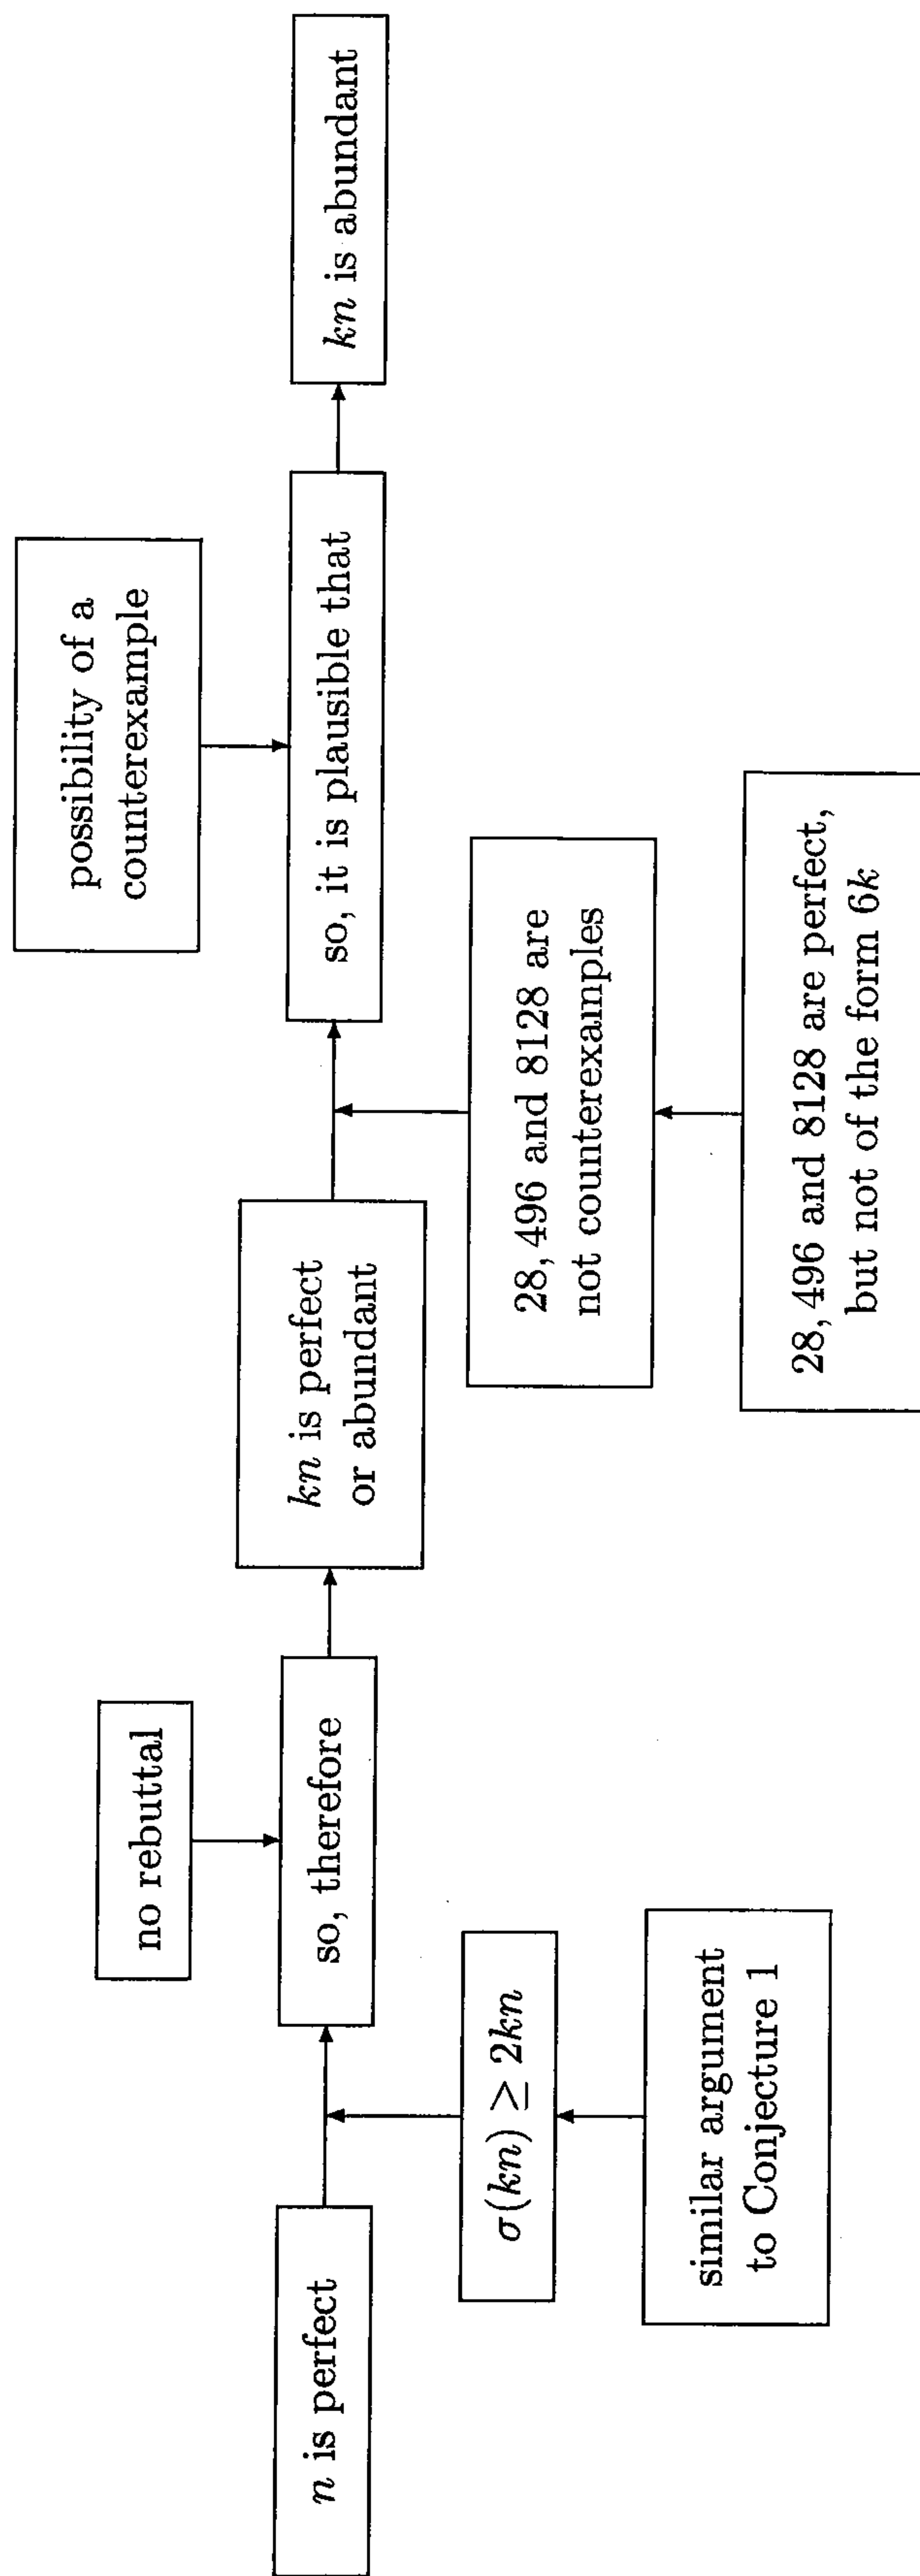 n is perfect
σ(kn) ≥ 2kn
similar argument
to Conjecture 1
no rebuttal
so, therefore
kn is perfect
or abundant
28, 496 and 8128 are
not counterexamples
28, 496 and 8128 are perfect,
but not of the form 6k
possibility of a
counterexample
so, it is plausible that
kn is abundant